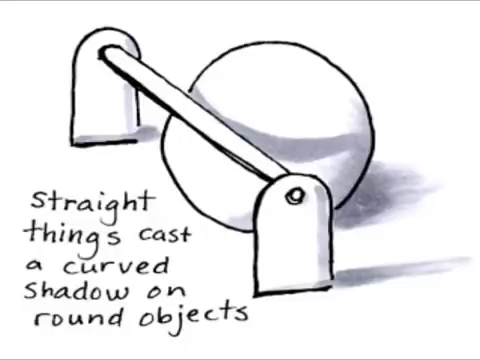 straight
things cast
a curved
shadow on
round objects